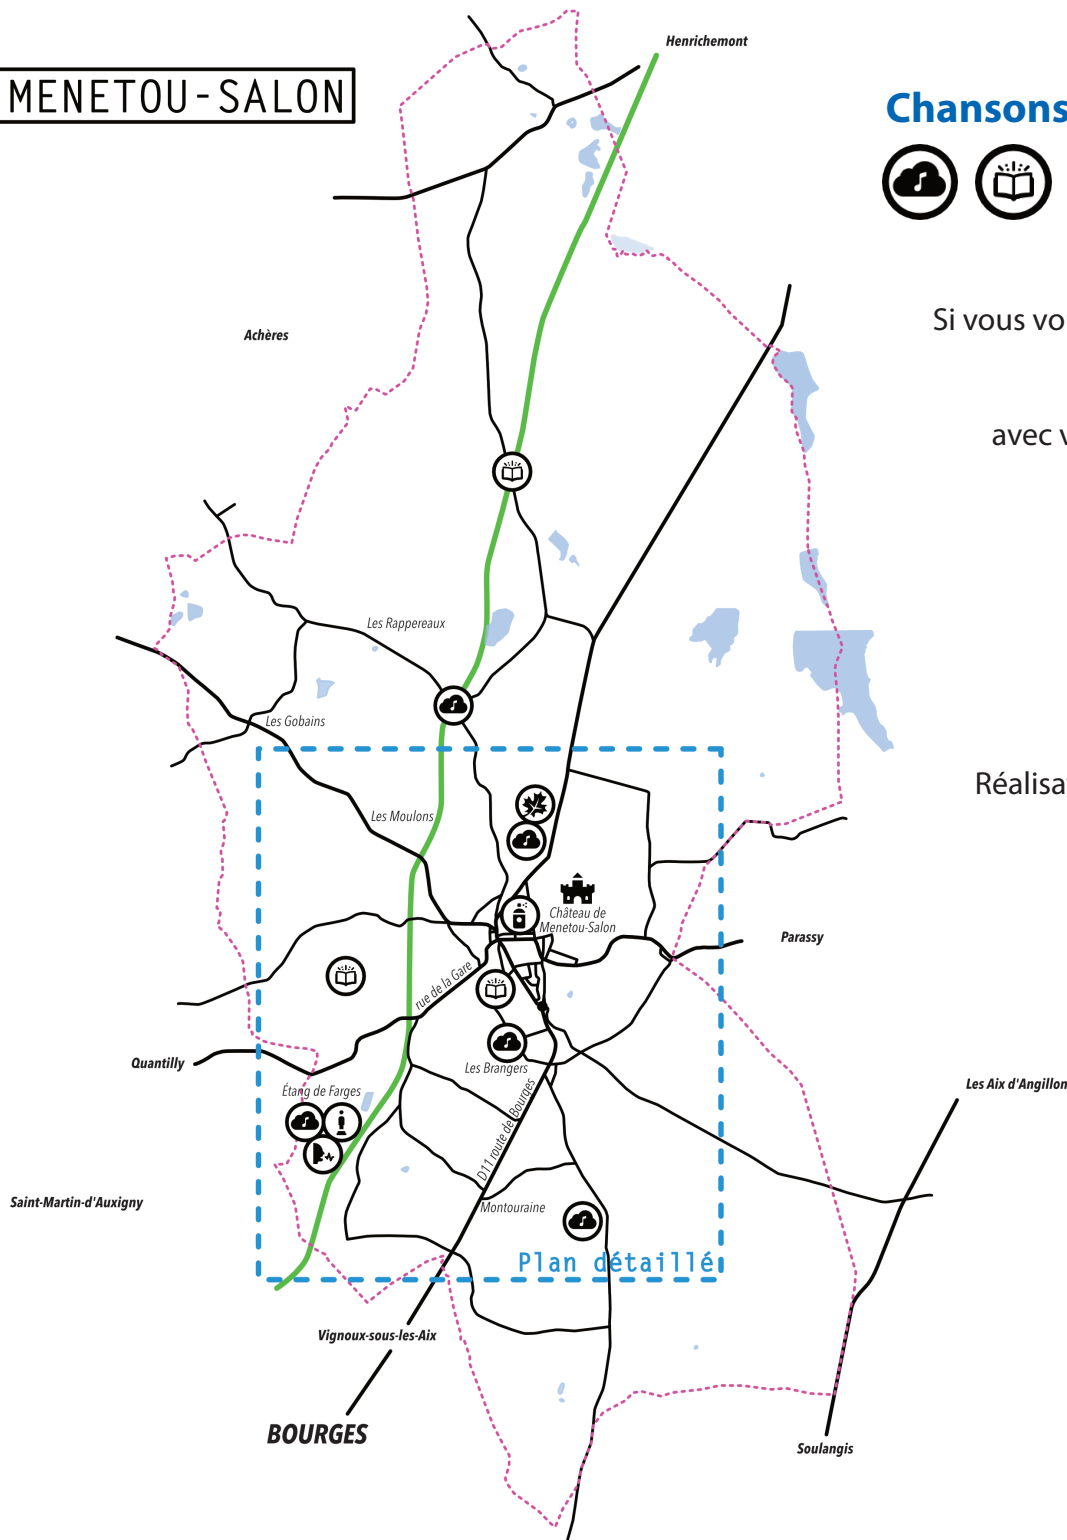 Henrichemont
MENETOU-SALON
Chansons
Si vous vou
Achères
avec v
Les Rappereaux
Les Gobains
Réalisa
Les Moulons
Château de
Menetou-Salon
Parassy
rue de la Gare
Quantilly
Les Brangers
Étang de Farges
Les Aix d'Angillon
D11 route de Bourges
Saint-Martin-d'Auxigny
Montouraine
Plan détaillé
Vignoux-sous-les-Aix
BOURGES
Soulangis